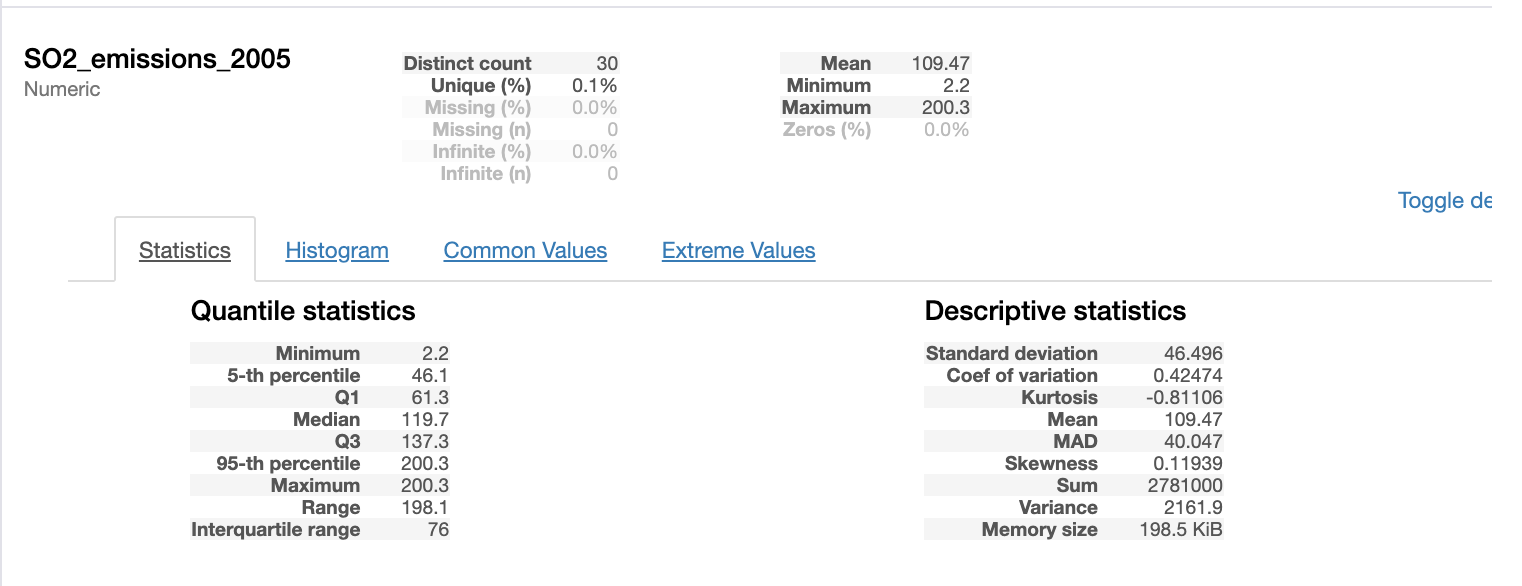 SO2_emissions_2005
Numeric
Distinct count 30
Unique (%) 0.1%
Missing (%) 0.0%
Missing (n) 0
Infinite (%) 0.0%
Infinite (n) 0
Mean 109.47
Minimum 2.2
Maximum 200.3
Zeros (%) 0.0%
Toggle de
Statistics Histogram Common Values Extreme Values
Quantile statistics
Minimum 2.2
5-th percentile 46.1
Q1 61.3
Median 119.7
Q3 137.3
95-th percentile 200.3
Maximum 200.3
Range 198.1
Interquartile range 76
Descriptive statistics
Standard deviation 46.496
Coef of variation 0.42474
Kurtosis -0.81106
Mean 109.47
MAD 40.047
Skewness 0.11939
Sum 2781000
Variance 2161.9
Memory size 198.5 KiB